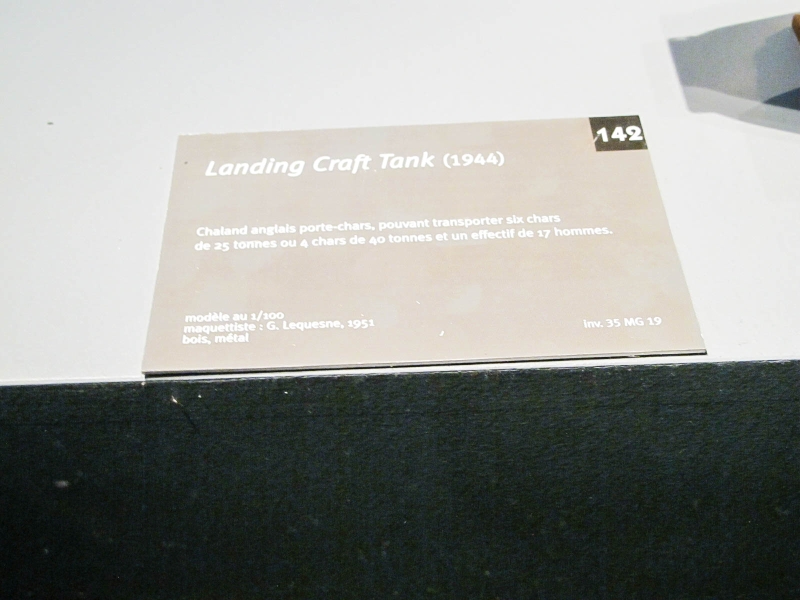 142
Landing Craft Tank (1944)
Chaland anglais porte-chars, pouvant transporter six chars
de 25 tonnes ou 4 chars de 40 tonnes et un effectif de 17 hommes.
modèle au 1/100
maquettiste : G. Lequesne, 1951
bois, métal
Inv. 35 MG 19